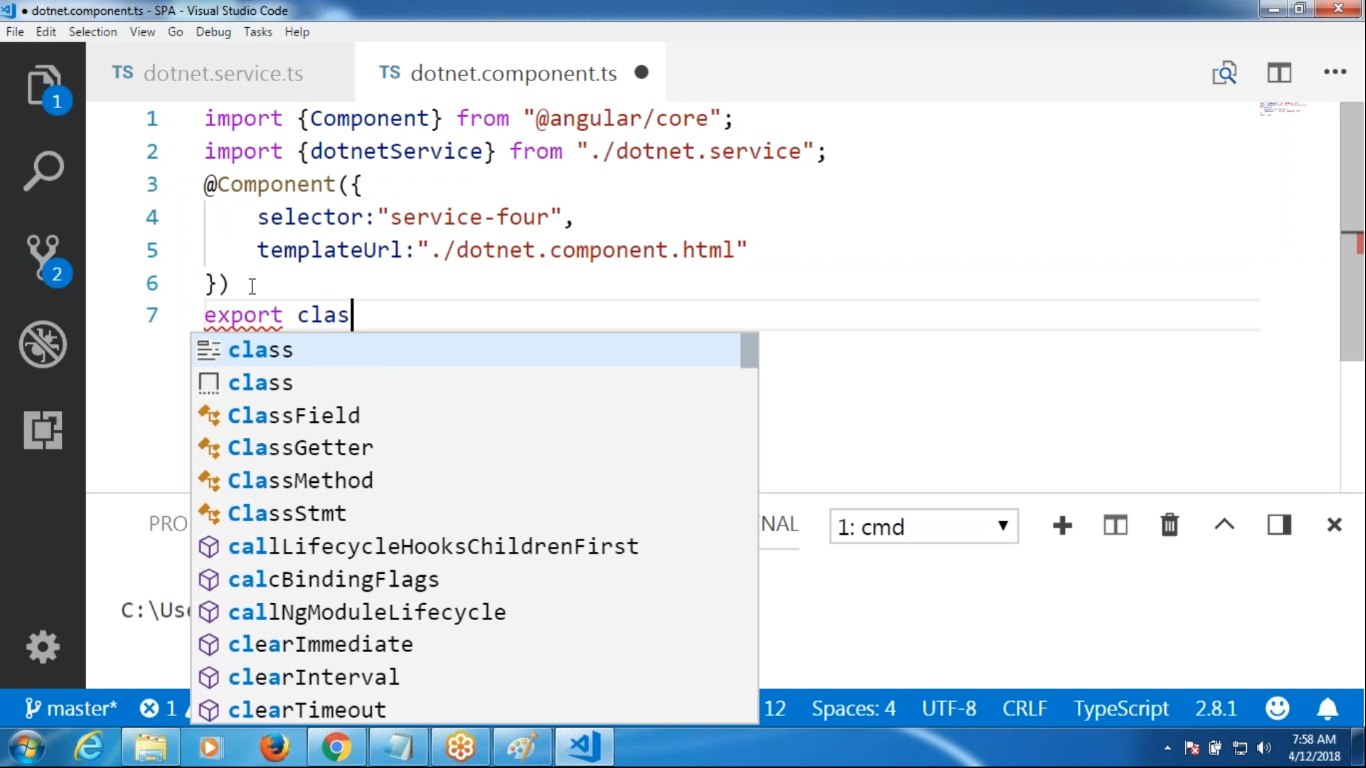 dotnet.component.ts - SPA - Visual Studio Code
File Edit Selection View Go Debug Tasks Help
1
TS dotnet.service.ts
TS dotnet.component.ts
1 import {Component} from "@angular/core";
2 import {dotnetService} from "./dotnet.service";
3 @Component({
4 selector:"service-four",
5 templateUrl:"./dotnet.component.html"
6 })
7 export clas
2
class
class
ClassField
ClassGetter
ClassMethod
ClassStmt
callLifecycleHooksChildrenFirst
calcBindingFlags
callNgModuleLifecycle
clearImmediate
clearInterval
clearTimeout
PRO
NAL
1: cmd
C:\Use
master* 1
12 Spaces: 4 UTF-8 CRLF TypeScript 2.8.1
7:58 AM
4/12/2018